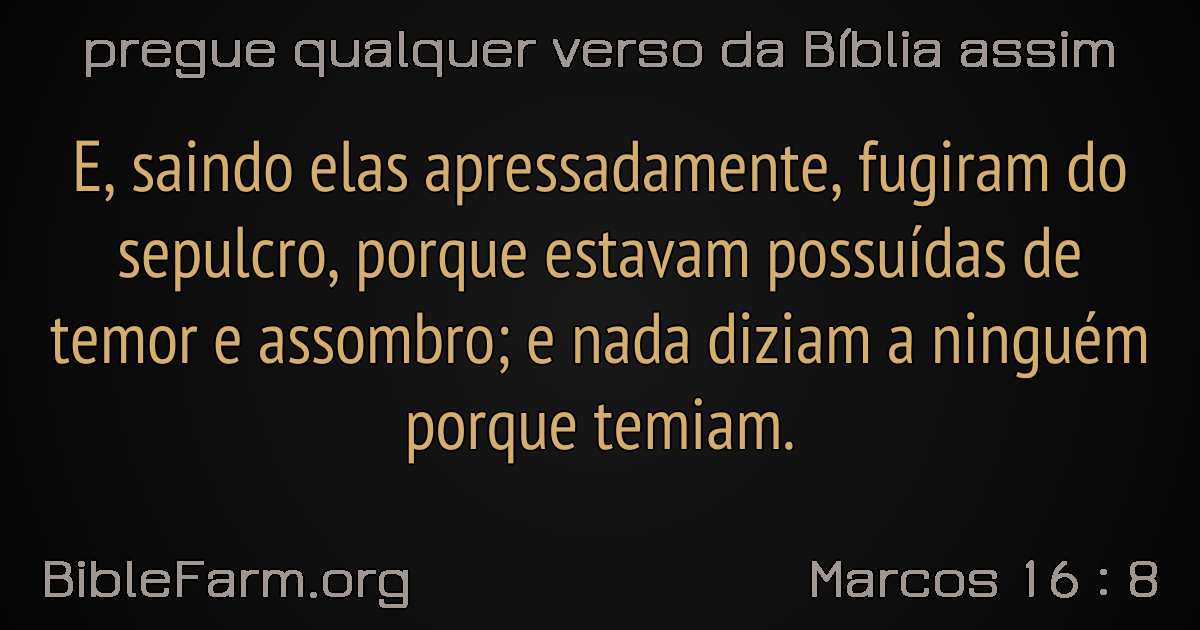 pregue qualquer verso da Bíblia assim
E, saindo elas apressadamente, fugiram do
sepulcro, porque estavam possuídas de
temor e assombro; e nada diziam a ninguém
porque temiam.
BibleFarm.org
Marcos 16 : 8